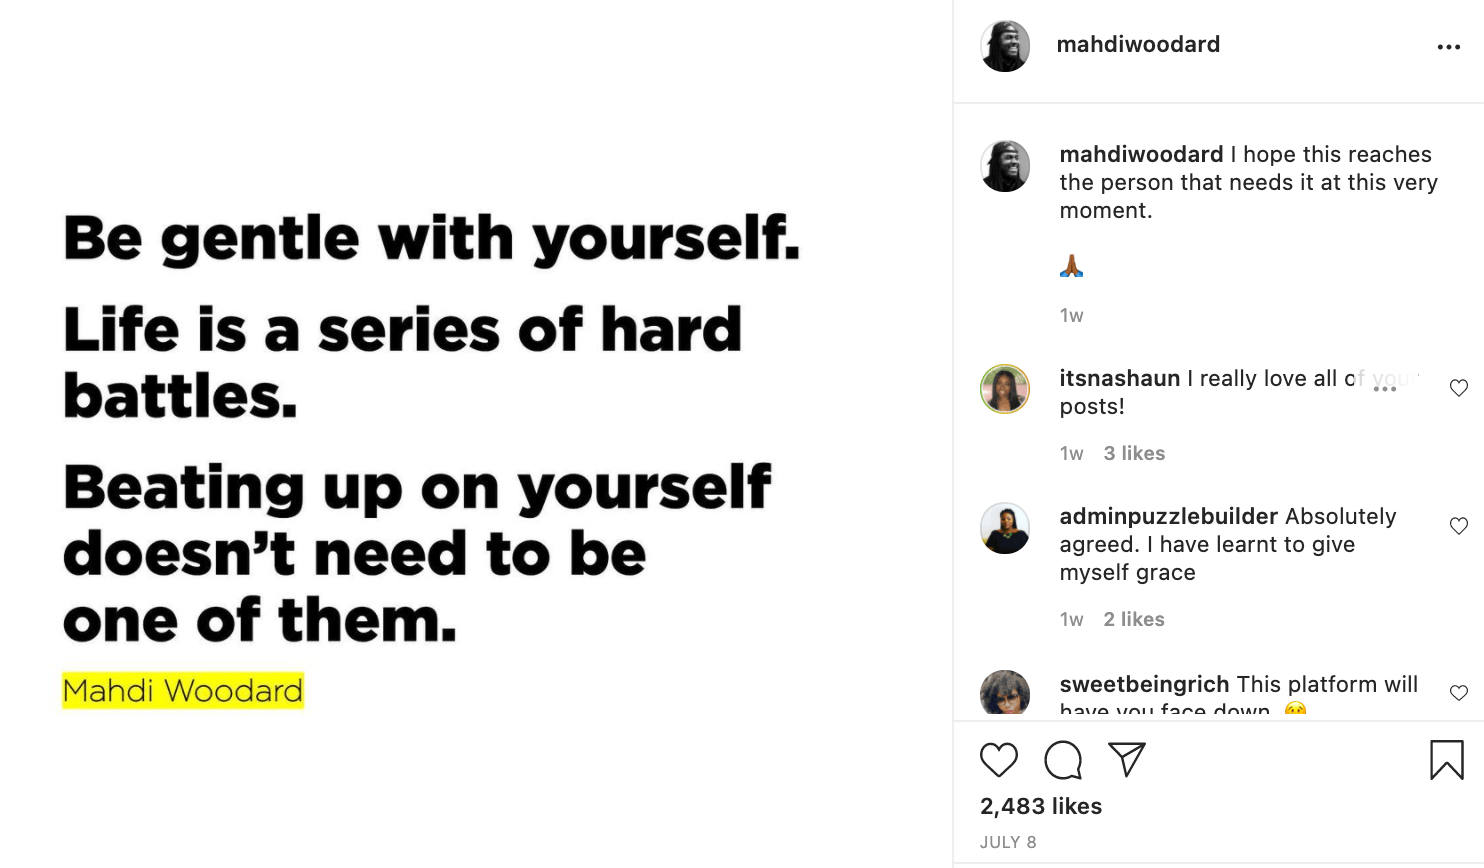 Be gentle with yourself.
Life is a series of hard
battles.
Beating up on yourself
doesn’t need to be
one of them.
Mahdi Woodard
mahdiwoodard
mahdiwoodard I hope this reaches
the person that needs it at this very
moment.
🙏🏾
1w
itsnashaun I really love all of your
posts!
1w 3 likes
adminpuzzlebuilder Absolutely
agreed. I have learnt to give
myself grace
1w 2 likes
sweetbeingrich This platform will
have you face down.
2,483 likes
JULY 8